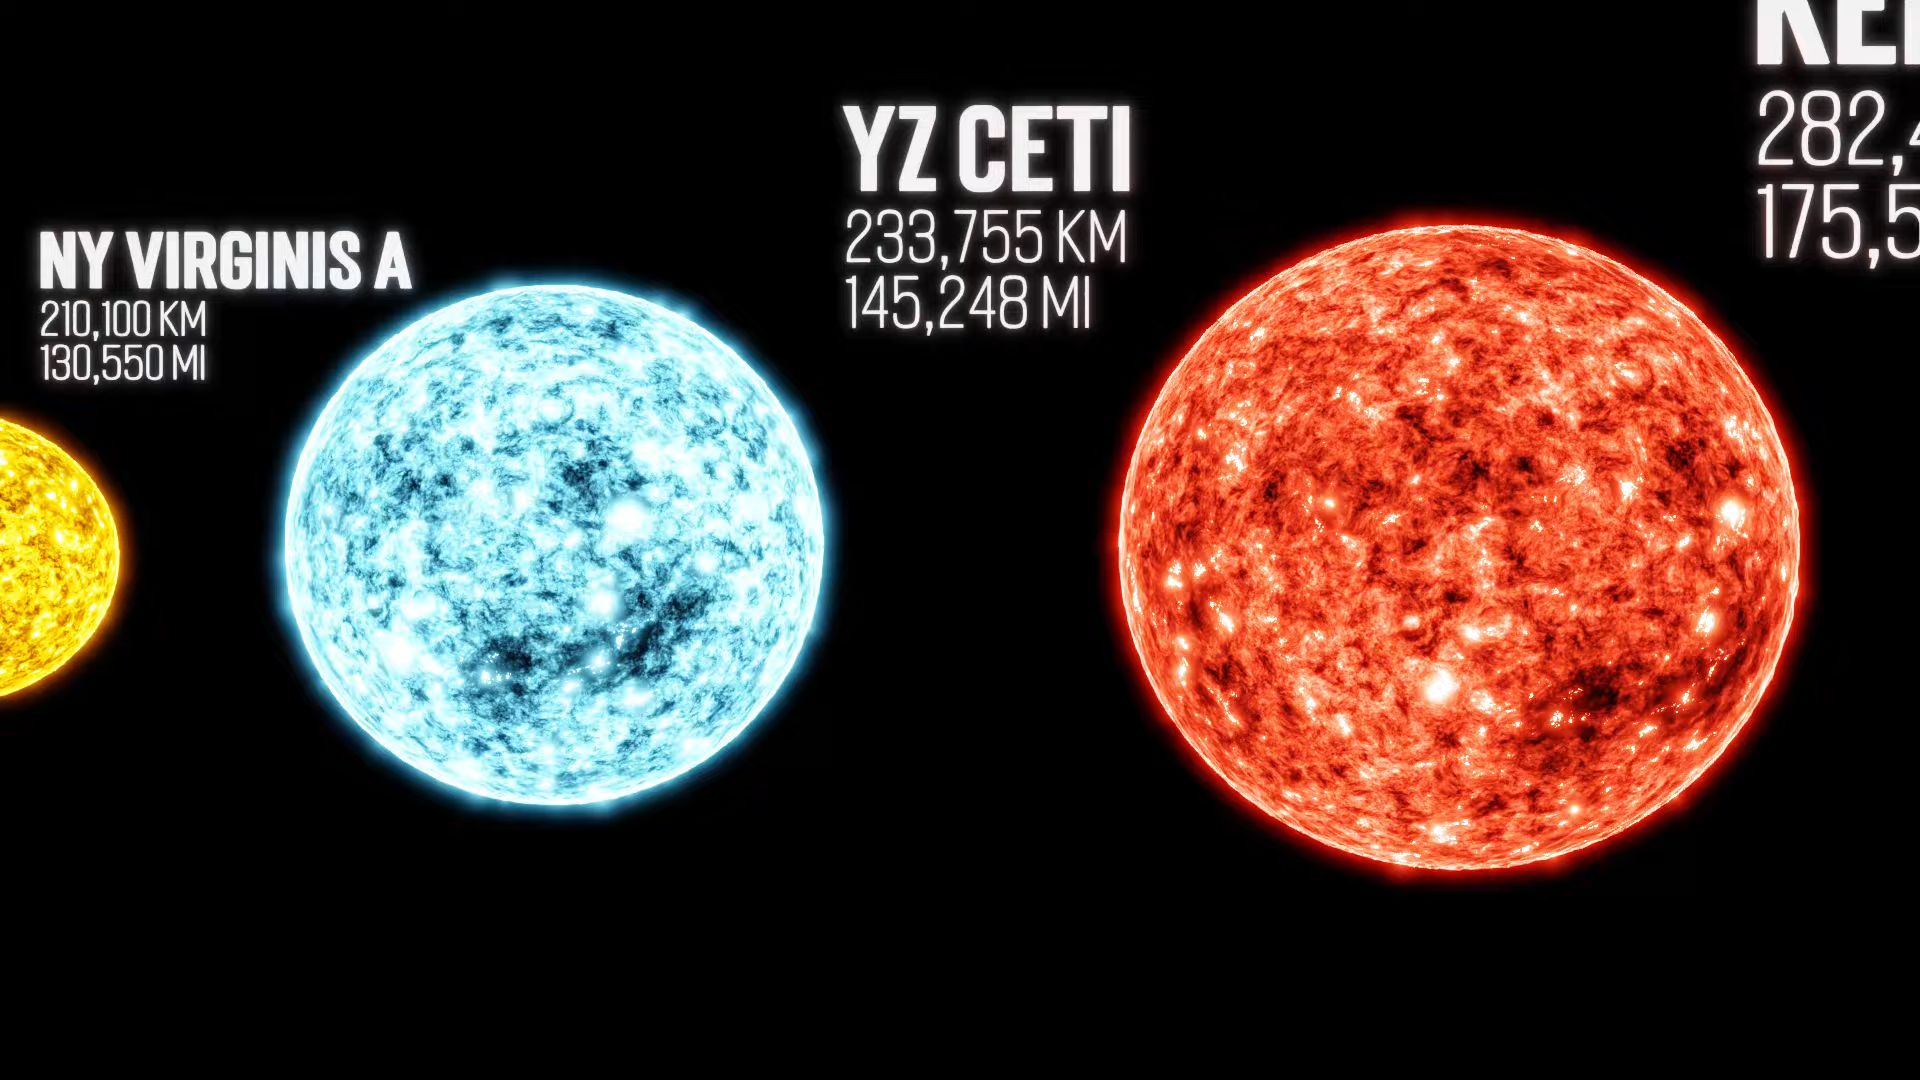 NY VIRGINIS A
210,100 KM
130,550 MI
YZ CETI
233,755 KM
145,248 MI